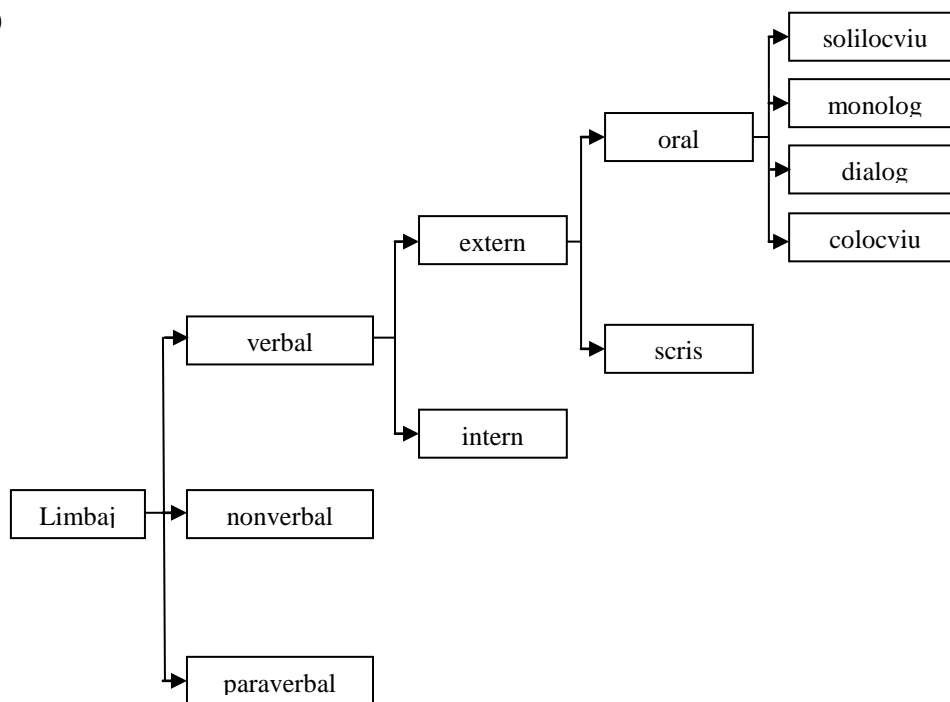 )
solilocviu
monolog
oral
dialog
extern
colocviu
verbal
scris
intern
Limbaj
nonverbal
paraverbal